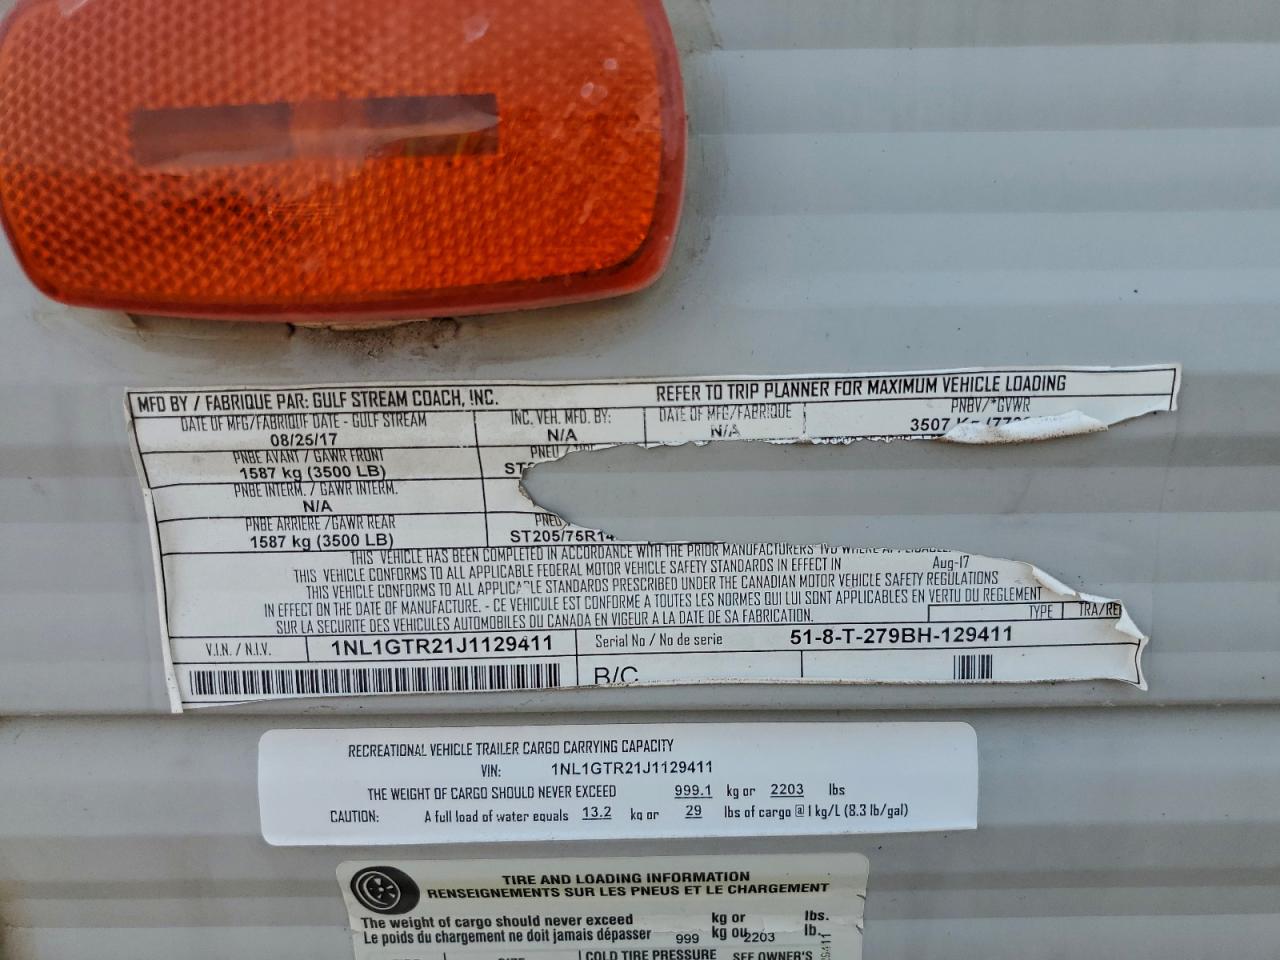 MFD BY / FABRIQUE PAR: GULF STREAM COACH, INC. REFER TO TRIP PLANNER FOR MAXIMUM VEHICLE LOADING
DATE OF MFG/FABRIQUE DATE - GULF STREAM INC. VEH. MFD. BY: DATE OF MFG/FABRIQUE PNBV/*GVWR
08/25/17 N/A N/A 3507
PNBE AVANT / GAWR FRONT PNEU /
1587 kg (3500 LB)
PNBE INTERM. / GAWR INTERM.
N/A
PNBE ARRIERE /GAWR REAR
1587 kg (3500 LB) ST205/75R14
THIS VEHICLE HAS BEEN COMPLETED IN ACCORDANCE WITH THE PRIOR MANUFACTURERS' IVD WHERE APPLICABLE.
THIS VEHICLE CONFORMS TO ALL APPLICABLE FEDERAL MOTOR VEHICLE SAFETY STANDARDS IN EFFECT IN Aug-17
THIS VEHICLE CONFORMS TO ALL APPLICABLE STANDARDS PRESCRIBED UNDER THE CANADIAN MOTOR VEHICLE SAFETY REGULATIONS
IN EFFECT ON THE DATE OF MANUFACTURE. - CE VEHICULE EST CONFORME A TOUTES LES NORMES QUI LUI SONT APPLICABLES EN VERTU DU REGLEMENT
SUR LA SECURITE DES VEHICULES AUTOMOBILES DU CANADA EN VIGEUR A LA DATE DE SA FABRICATION. TYPE TRA/RE
V.I.N. / N.I.V. 1NL1GTR21J1129411 Serial No / No de serie 51-8-T-279BH-129411
B/C
RECREATIONAL VEHICLE TRAILER CARGO CARRYING CAPACITY
VIN: 1NL1GTR21J1129411
THE WEIGHT OF CARGO SHOULD NEVER EXCEED 999.1 kg or 2203 lbs
CAUTION: A full load of water equals 13.2 kg or 29 lbs of cargo @ 1 kg/L (8.3 lb/gal)
TIRE AND LOADING INFORMATION
RENSEIGNEMENTS SUR LES PNEUS ET LE CHARGEMENT
The weight of cargo should never exceed kg or lbs.
Le poids du chargement ne doit jamais dépasser 999 kg ou 2203 lb.
COLD TIRE PRESSURE SEE OWNER'S